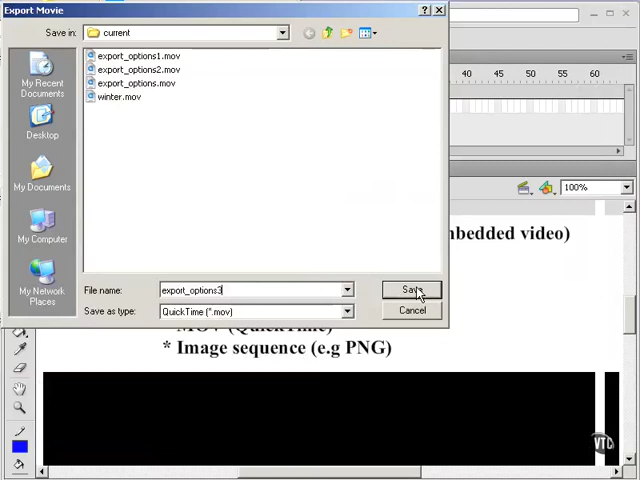 Export Movie
Save in: current
export_options1.mov
export_options2.mov
export_options.mov
winter.mov
My Recent
Documents
Desktop
My Documents
My Computer
My Network
Places
File name: export_options3 Save
Save as type: QuickTime (*.mov) Cancel
40 45 50 55 60
100%
bedded video)
MOV (QuickTime)
* Image sequence (e.g PNG)
VTC